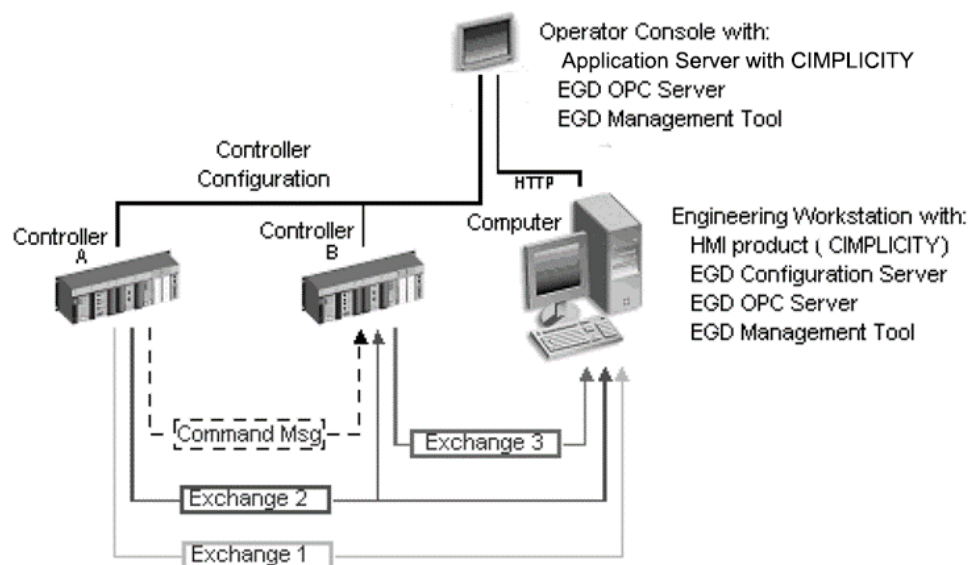 Operator Console with:
Application Server with CIMPLICITY
EGD OPC Server
EGD Management Tool
Controller
Configuration
HTTP
Controller
A
Controller
B
Computer
Engineering Workstation with:
HMI product ( CIMPLICITY)
EGD Configuration Server
EGD OPC Server
EGD Management Tool
Command Msg
Exchange 3
Exchange 2
Exchange 1